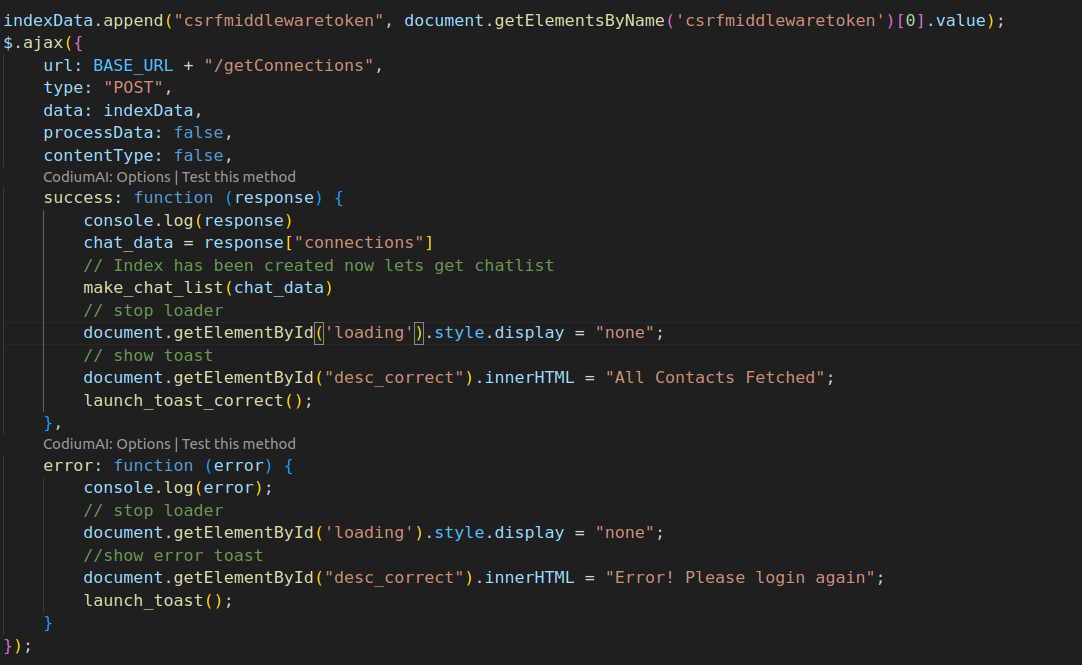 indexData.append("csrfmiddlewaretoken", document.getElementsByName('csrfmiddlewaretoken')[0].value);
$.ajax({
    url: BASE_URL + "/getConnections",
    type: "POST",
    data: indexData,
    processData: false,
    contentType: false,
    CodiumAI: Options | Test this method
    success: function (response) {
        console.log(response)
        chat_data = response["connections"]
        // Index has been created now lets get chatlist
        make_chat_list(chat_data)
        // stop loader
        document.getElementById('loading').style.display = "none";
        // show toast
        document.getElementById("desc_correct").innerHTML = "All Contacts Fetched";
        launch_toast_correct();
    },
    CodiumAI: Options | Test this method
    error: function (error) {
        console.log(error);
        // stop loader
        document.getElementById('loading').style.display = "none";
        //show error toast
        document.getElementById("desc_correct").innerHTML = "Error! Please login again";
        launch_toast();
    }
});